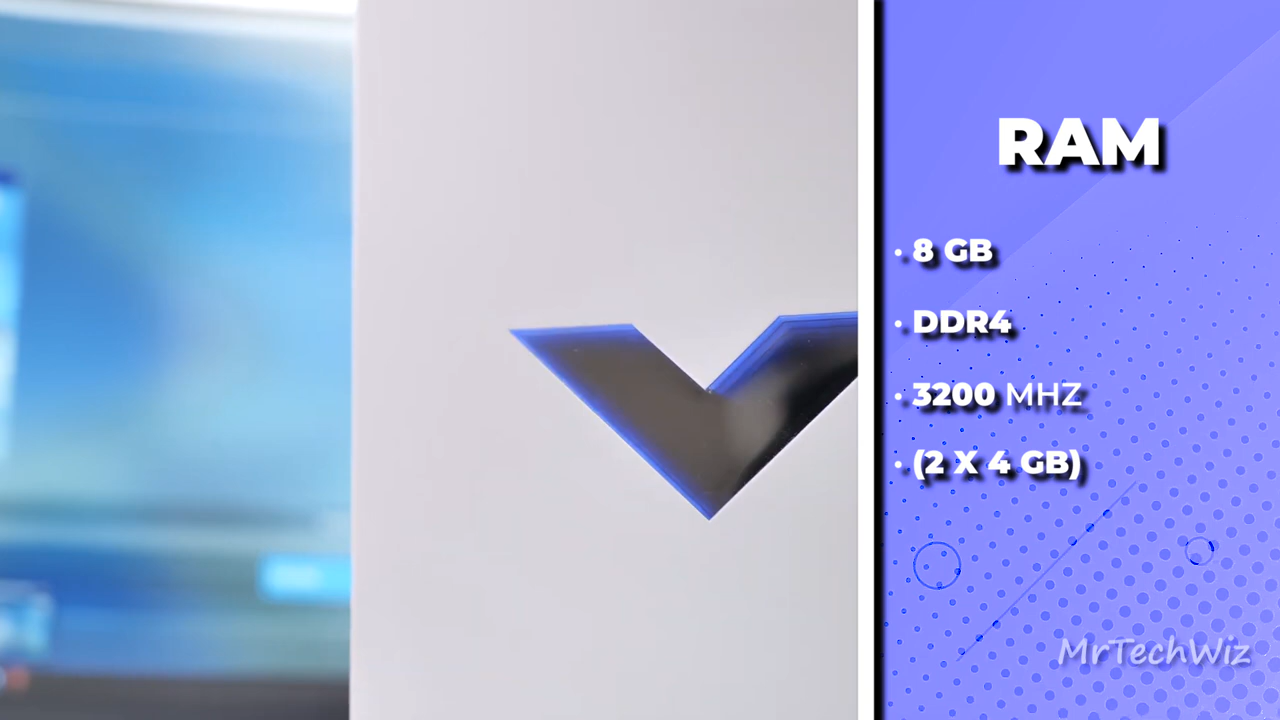 RAM
• 8 GB
• DDR4
• 3200 MHZ
• (2 X 4 GB)
MrTechWiz